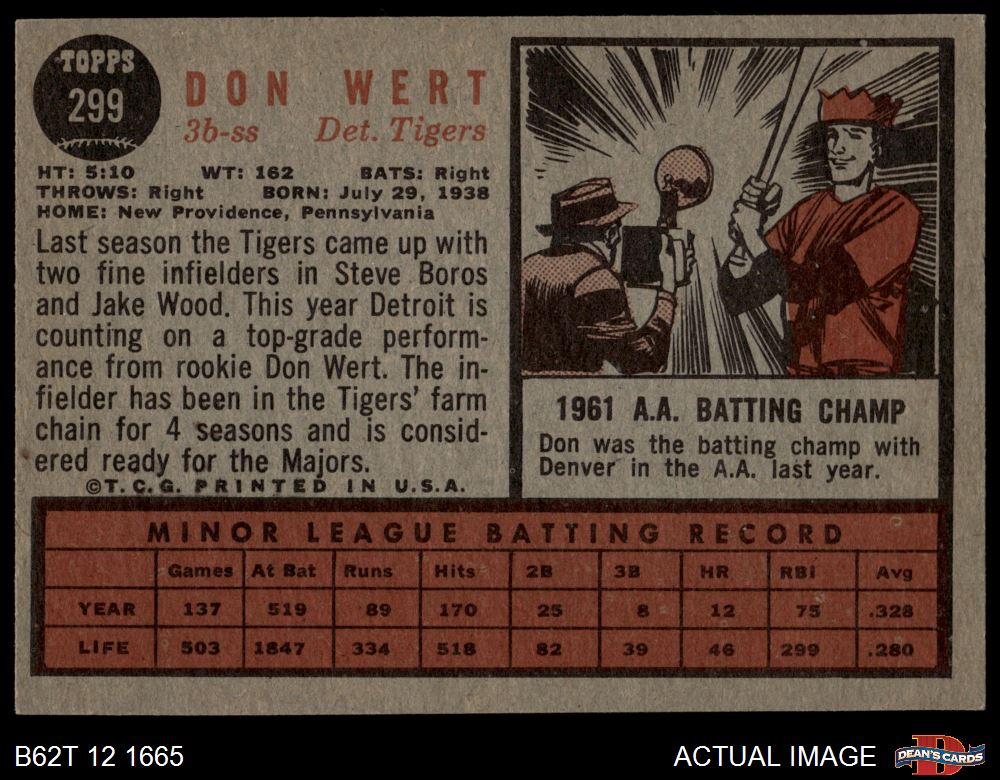 TOPPS
299
DON WERT
3b-ss Det. Tigers
HT: 5:10 WT: 162 BATS: Right
THROWS: Right BORN: July 29, 1938
HOME: New Providence, Pennsylvania
Last season the Tigers came up with
two fine infielders in Steve Boros
and Jake Wood. This year Detroit is
counting on a top-grade perform-
ance from rookie Don Wert. The in-
fielder has been in the Tigers' farm
chain for 4 seasons and is consid-
ered ready for the Majors.
©T.C.G. PRINTED IN U.S.A.
1961 A.A. BATTING CHAMP
Don was the batting champ with
Denver in the A.A. last year.
MINOR LEAGUE BATTING RECORD
Games At Bat Runs Hits 2B 3B HR RBI Avg
YEAR 137 519 89 170 25 8 12 75 .328
LIFE 503 1847 334 518 82 39 46 299 .280
B62T 12 1665
ACTUAL IMAGE
DEAN'S CARDS